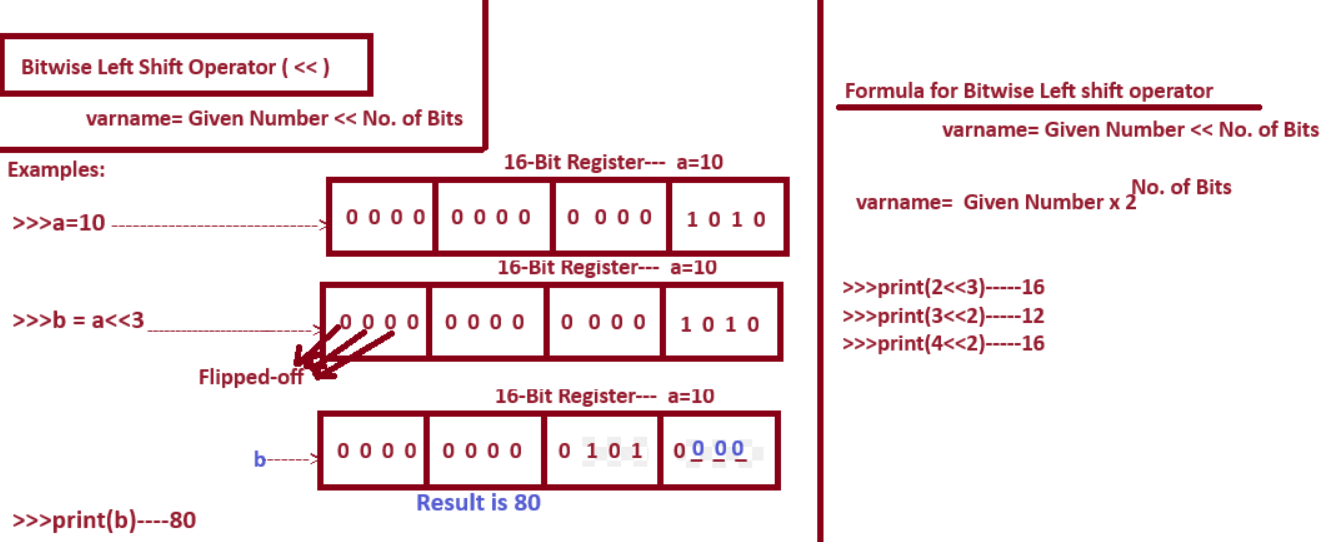 Bitwise Left Shift Operator ( << )
varname= Given Number << No. of Bits
Examples:
16-Bit Register--- a=10
>>>a=10 ----------------------------------->
0 0 0 0 0 0 0 0 0 0 0 0 1 0 1 0
16-Bit Register--- a=10
>>>b = a<<3 ---------------------------->
0 0 0 0 0 0 0 0 0 0 0 0 1 0 1 0
Flipped-off
16-Bit Register--- a=10
b------->
0 0 0 0 0 0 0 0 0 1 0 1 0 0 0 0
Result is 80
>>>print(b)----80
Formula for Bitwise Left shift operator
varname= Given Number << No. of Bits
No. of Bits
varname= Given Number x 2
>>>print(2<<3)-----16
>>>print(3<<2)-----12
>>>print(4<<2)-----16